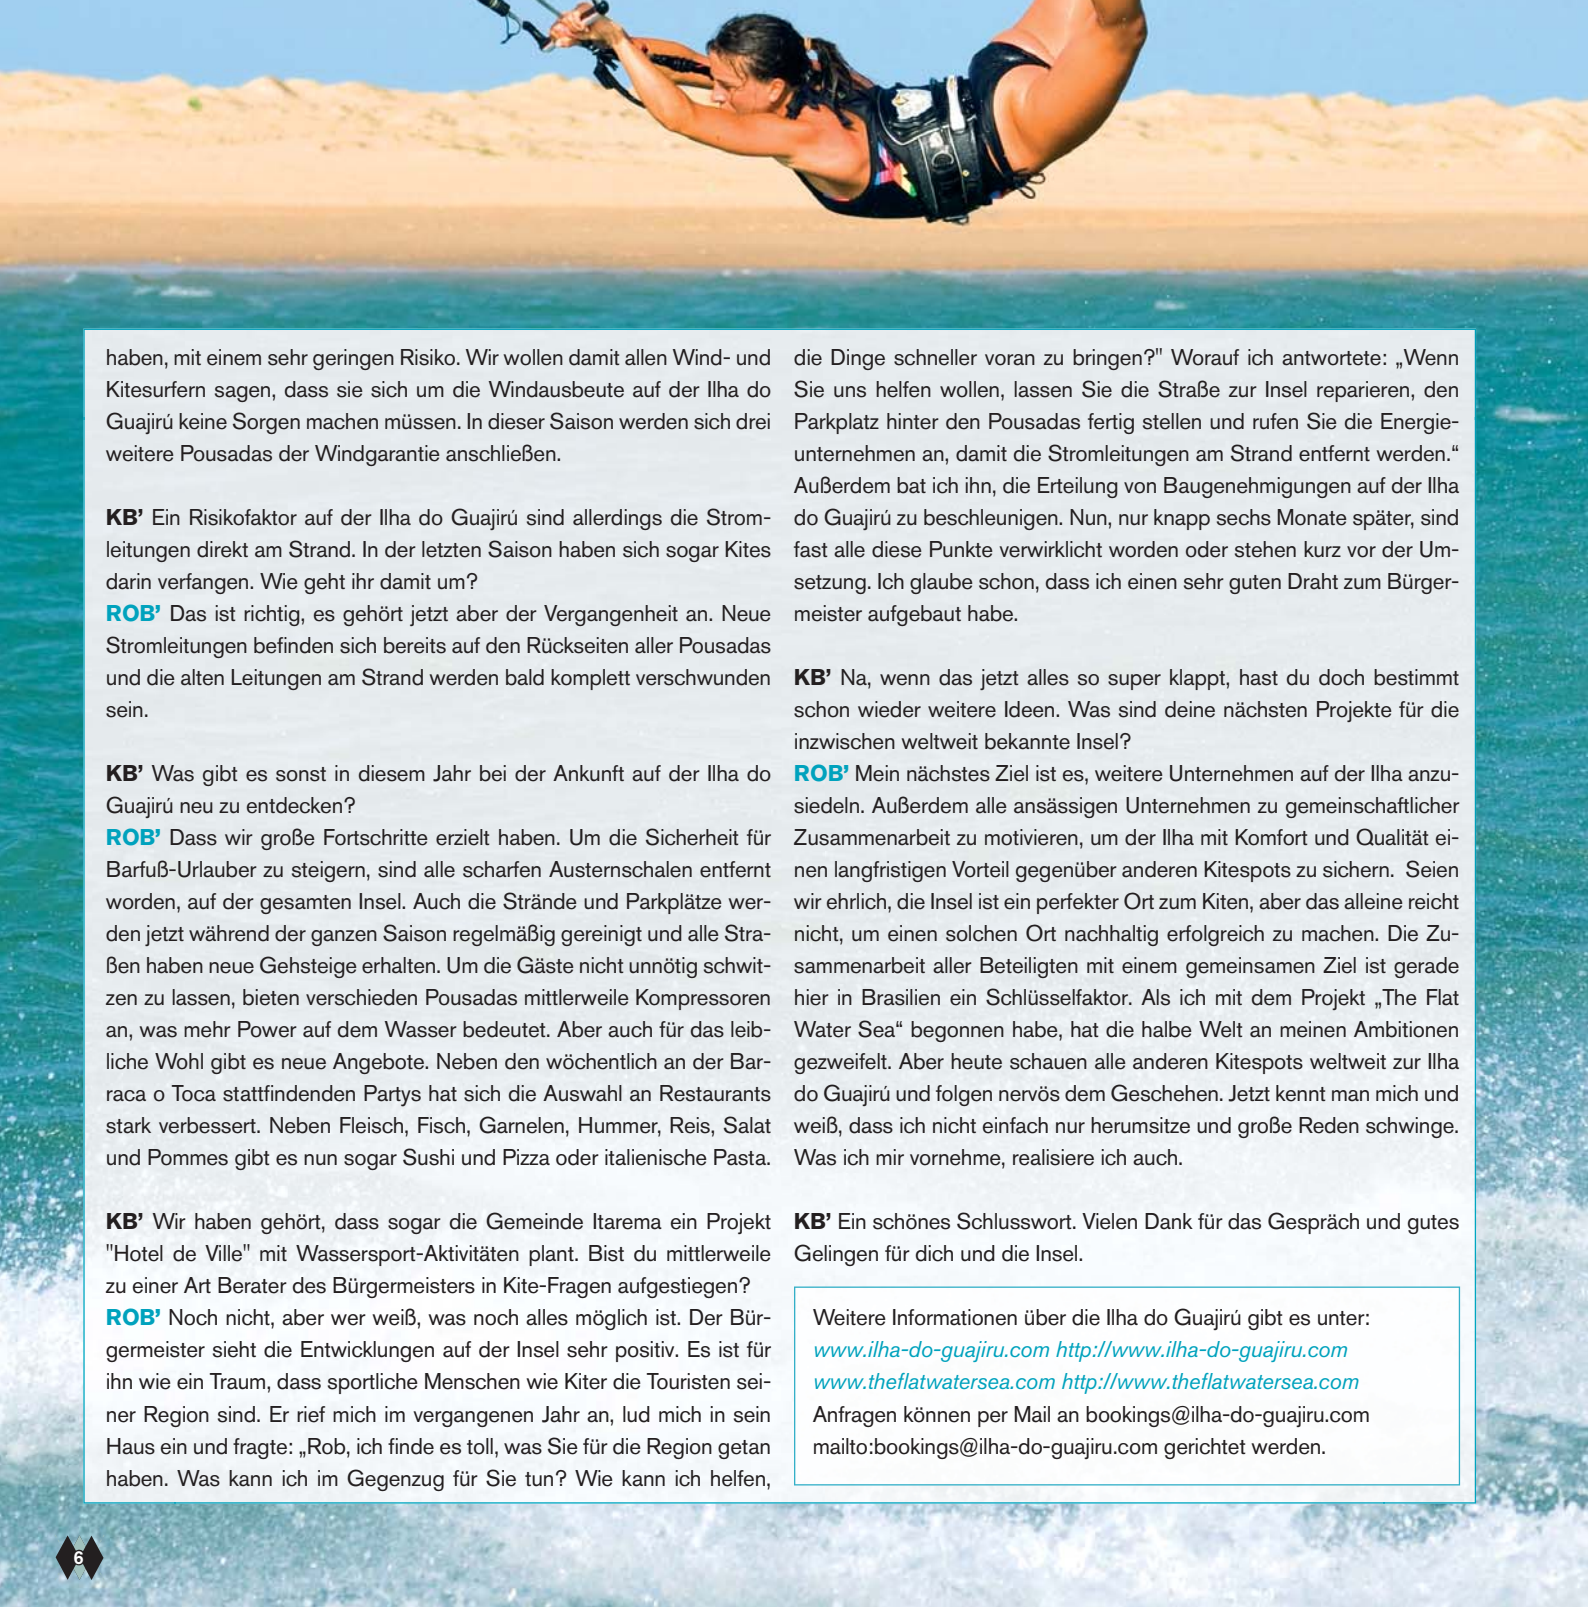 haben, mit einem sehr geringen Risiko. Wir wollen damit allen Wind- und
Kitesurfern sagen, dass sie sich um die Windausbeute auf der Ilha do
Guajirú keine Sorgen machen müssen. In dieser Saison werden sich drei
weitere Pousadas der Windgarantie anschließen.

KB’ Ein Risikofaktor auf der Ilha do Guajirú sind allerdings die Strom-
leitungen direkt am Strand. In der letzten Saison haben sich sogar Kites
darin verfangen. Wie geht ihr damit um?
ROB’ Das ist richtig, es gehört jetzt aber der Vergangenheit an. Neue
Stromleitungen befinden sich bereits auf den Rückseiten aller Pousadas
und die alten Leitungen am Strand werden bald komplett verschwunden
sein.

KB’ Was gibt es sonst in diesem Jahr bei der Ankunft auf der Ilha do
Guajirú neu zu entdecken?
ROB’ Dass wir große Fortschritte erzielt haben. Um die Sicherheit für
Barfuß-Urlauber zu steigern, sind alle scharfen Austernschalen entfernt
worden, auf der gesamten Insel. Auch die Strände und Parkplätze wer-
den jetzt während der ganzen Saison regelmäßig gereinigt und alle Stra-
ßen haben neue Gehsteige erhalten. Um die Gäste nicht unnötig schwit-
zen zu lassen, bieten verschieden Pousadas mittlerweile Kompressoren
an, was mehr Power auf dem Wasser bedeutet. Aber auch für das leib-
liche Wohl gibt es neue Angebote. Neben den wöchentlich an der Bar-
raca o Toca stattfindenden Partys hat sich die Auswahl an Restaurants
stark verbessert. Neben Fleisch, Fisch, Garnelen, Hummer, Reis, Salat
und Pommes gibt es nun sogar Sushi und Pizza oder italienische Pasta.

KB’ Wir haben gehört, dass sogar die Gemeinde Itarema ein Projekt
"Hotel de Ville" mit Wassersport-Aktivitäten plant. Bist du mittlerweile
zu einer Art Berater des Bürgermeisters in Kite-Fragen aufgestiegen?
ROB’ Noch nicht, aber wer weiß, was noch alles möglich ist. Der Bür-
germeister sieht die Entwicklungen auf der Insel sehr positiv. Es ist für
ihn wie ein Traum, dass sportliche Menschen wie Kiter die Touristen sei-
ner Region sind. Er rief mich im vergangenen Jahr an, lud mich in sein
Haus ein und fragte: „Rob, ich finde es toll, was Sie für die Region getan
haben. Was kann ich im Gegenzug für Sie tun? Wie kann ich helfen,
die Dinge schneller voran zu bringen?" Worauf ich antwortete: „Wenn
Sie uns helfen wollen, lassen Sie die Straße zur Insel reparieren, den
Parkplatz hinter den Pousadas fertig stellen und rufen Sie die Energie-
unternehmen an, damit die Stromleitungen am Strand entfernt werden.“
Außerdem bat ich ihn, die Erteilung von Baugenehmigungen auf der Ilha
do Guajirú zu beschleunigen. Nun, nur knapp sechs Monate später, sind
fast alle diese Punkte verwirklicht worden oder stehen kurz vor der Um-
setzung. Ich glaube schon, dass ich einen sehr guten Draht zum Bürger-
meister aufgebaut habe.

KB’ Na, wenn das jetzt alles so super klappt, hast du doch bestimmt
schon wieder weitere Ideen. Was sind deine nächsten Projekte für die
inzwischen weltweit bekannte Insel?
ROB’ Mein nächstes Ziel ist es, weitere Unternehmen auf der Ilha anzu-
siedeln. Außerdem alle ansässigen Unternehmen zu gemeinschaftlicher
Zusammenarbeit zu motivieren, um der Ilha mit Komfort und Qualität ei-
nen langfristigen Vorteil gegenüber anderen Kitespots zu sichern. Seien
wir ehrlich, die Insel ist ein perfekter Ort zum Kiten, aber das alleine reicht
nicht, um einen solchen Ort nachhaltig erfolgreich zu machen. Die Zu-
sammenarbeit aller Beteiligten mit einem gemeinsamen Ziel ist gerade
hier in Brasilien ein Schlüsselfaktor. Als ich mit dem Projekt „The Flat
Water Sea“ begonnen habe, hat die halbe Welt an meinen Ambitionen
gezweifelt. Aber heute schauen alle anderen Kitespots weltweit zur Ilha
do Guajirú und folgen nervös dem Geschehen. Jetzt kennt man mich und
weiß, dass ich nicht einfach nur herumsitze und große Reden schwinge.
Was ich mir vornehme, realisiere ich auch.

KB’ Ein schönes Schlusswort. Vielen Dank für das Gespräch und gutes
Gelingen für dich und die Insel.

Weitere Informationen über die Ilha do Guajirú gibt es unter:
www.ilha-do-guajiru.com http://www.ilha-do-guajiru.com
www.theflatwatersea.com http://www.theflatwatersea.com
Anfragen können per Mail an bookings@ilha-do-guajiru.com
mailto:bookings@ilha-do-guajiru.com gerichtet werden.

6